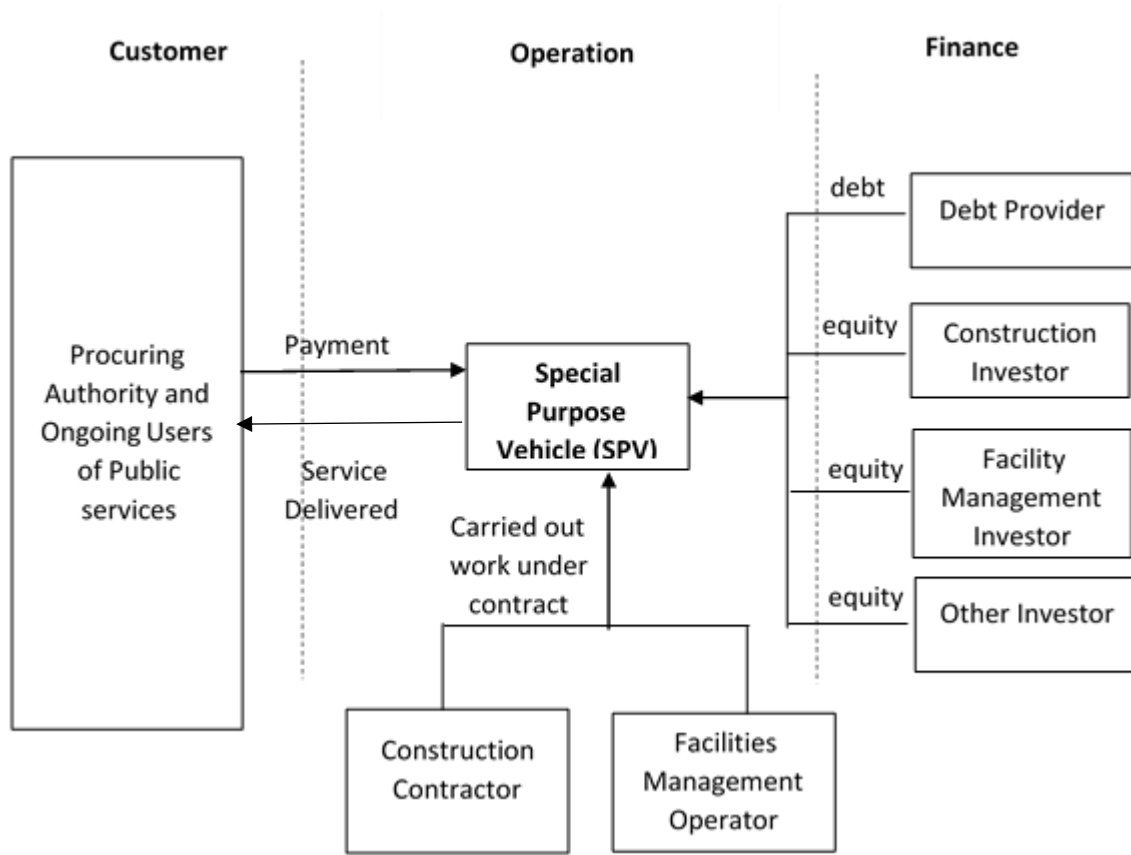 Customer
Operation
Finance
Procuring
Authority and
Ongoing Users
of Public
services
Payment
Service
Delivered
Special
Purpose
Vehicle (SPV)
Carried out
work under
contract
Construction
Contractor
Facilities
Management
Operator
debt
Debt Provider
equity
Construction
Investor
equity
Facility
Management
Investor
equity
Other Investor